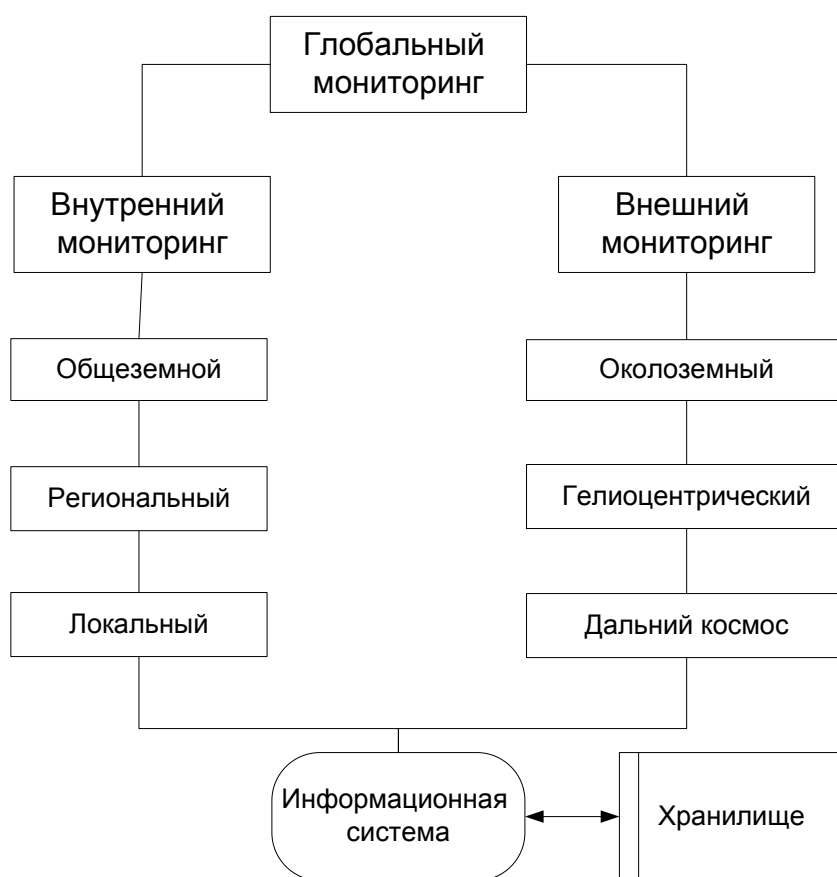 Глобальный
мониторинг
Внутренний
мониторинг
Внешний
мониторинг
Общеземной
Околоземный
Региональный
Гелиоцентрический
Локальный
Дальний космос
Информационная
система
Хранилище